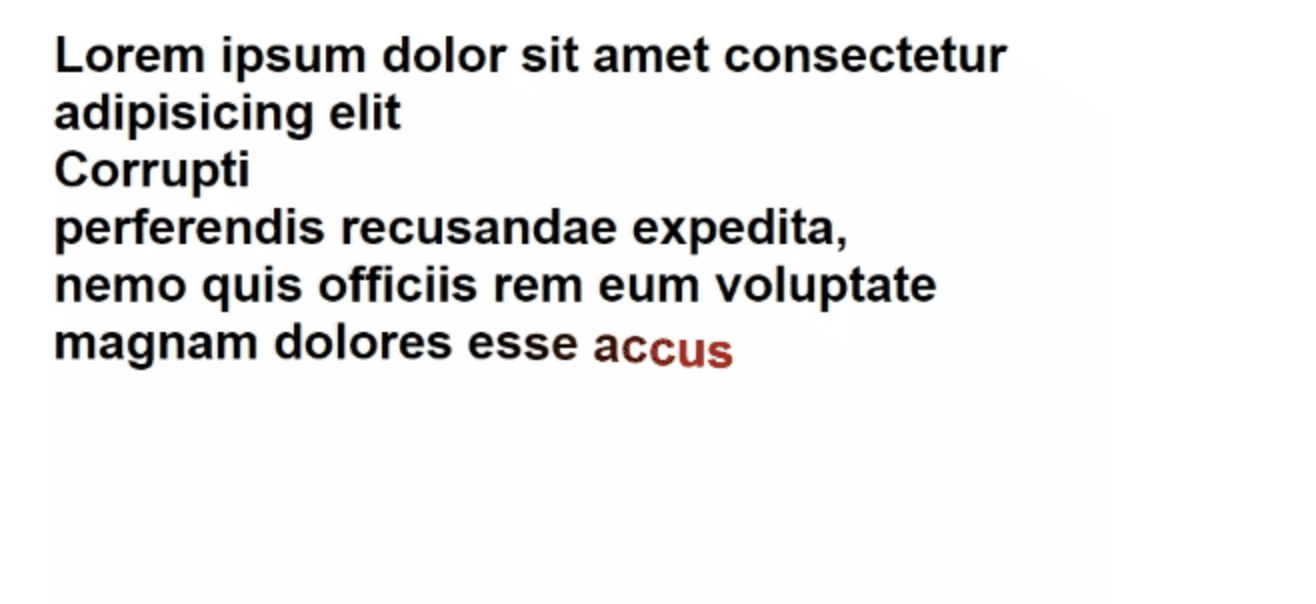 Lorem ipsum dolor sit amet consectetur
adipisicing elit
Corrupti
perferendis recusandae expedita,
nemo quis officiis rem eum voluptate
magnam dolores esse accus